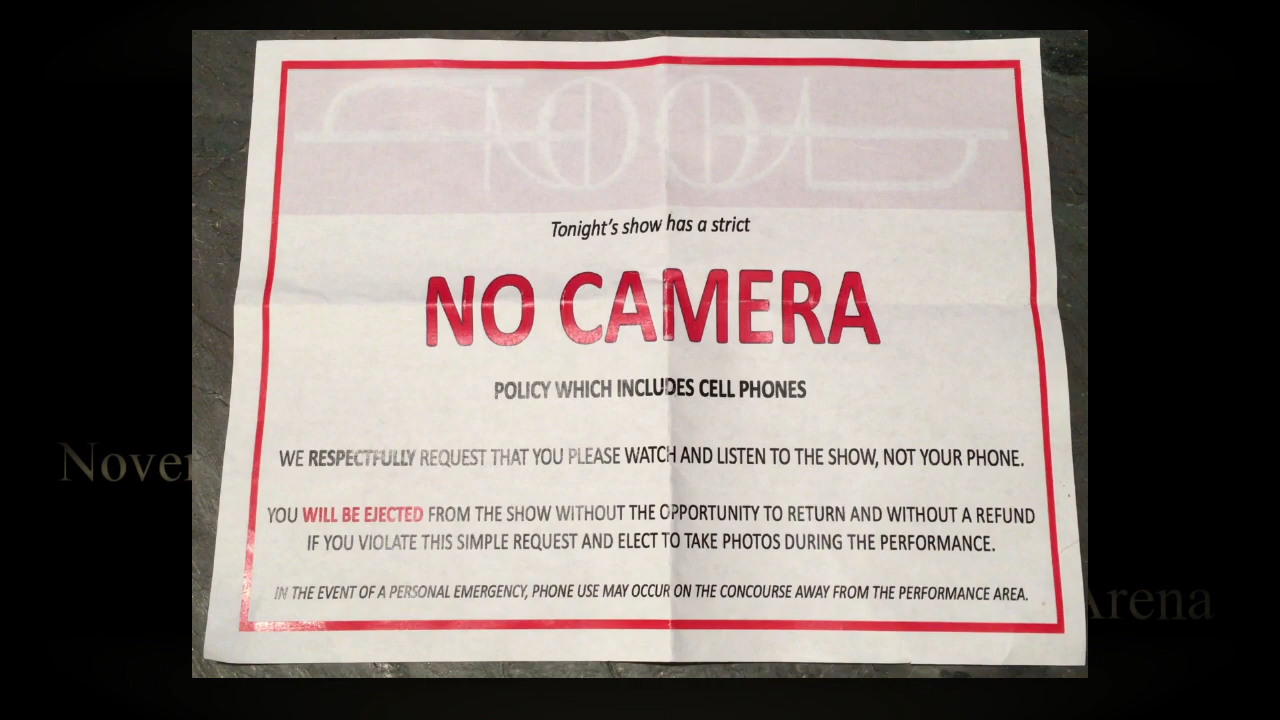 TOOL
Tonight's show has a strict
NO CAMERA
POLICY WHICH INCLUDES CELL PHONES
WE RESPECTFULLY REQUEST THAT YOU PLEASE WATCH AND LISTEN TO THE SHOW, NOT YOUR PHONE.
YOU WILL BE EJECTED FROM THE SHOW WITHOUT THE OPPORTUNITY TO RETURN AND WITHOUT A REFUND
IF YOU VIOLATE THIS SIMPLE REQUEST AND ELECT TO TAKE PHOTOS DURING THE PERFORMANCE.
IN THE EVENT OF A PERSONAL EMERGENCY, PHONE USE MAY OCCUR ON THE CONCOURSE AWAY FROM THE PERFORMANCE AREA.
Arena